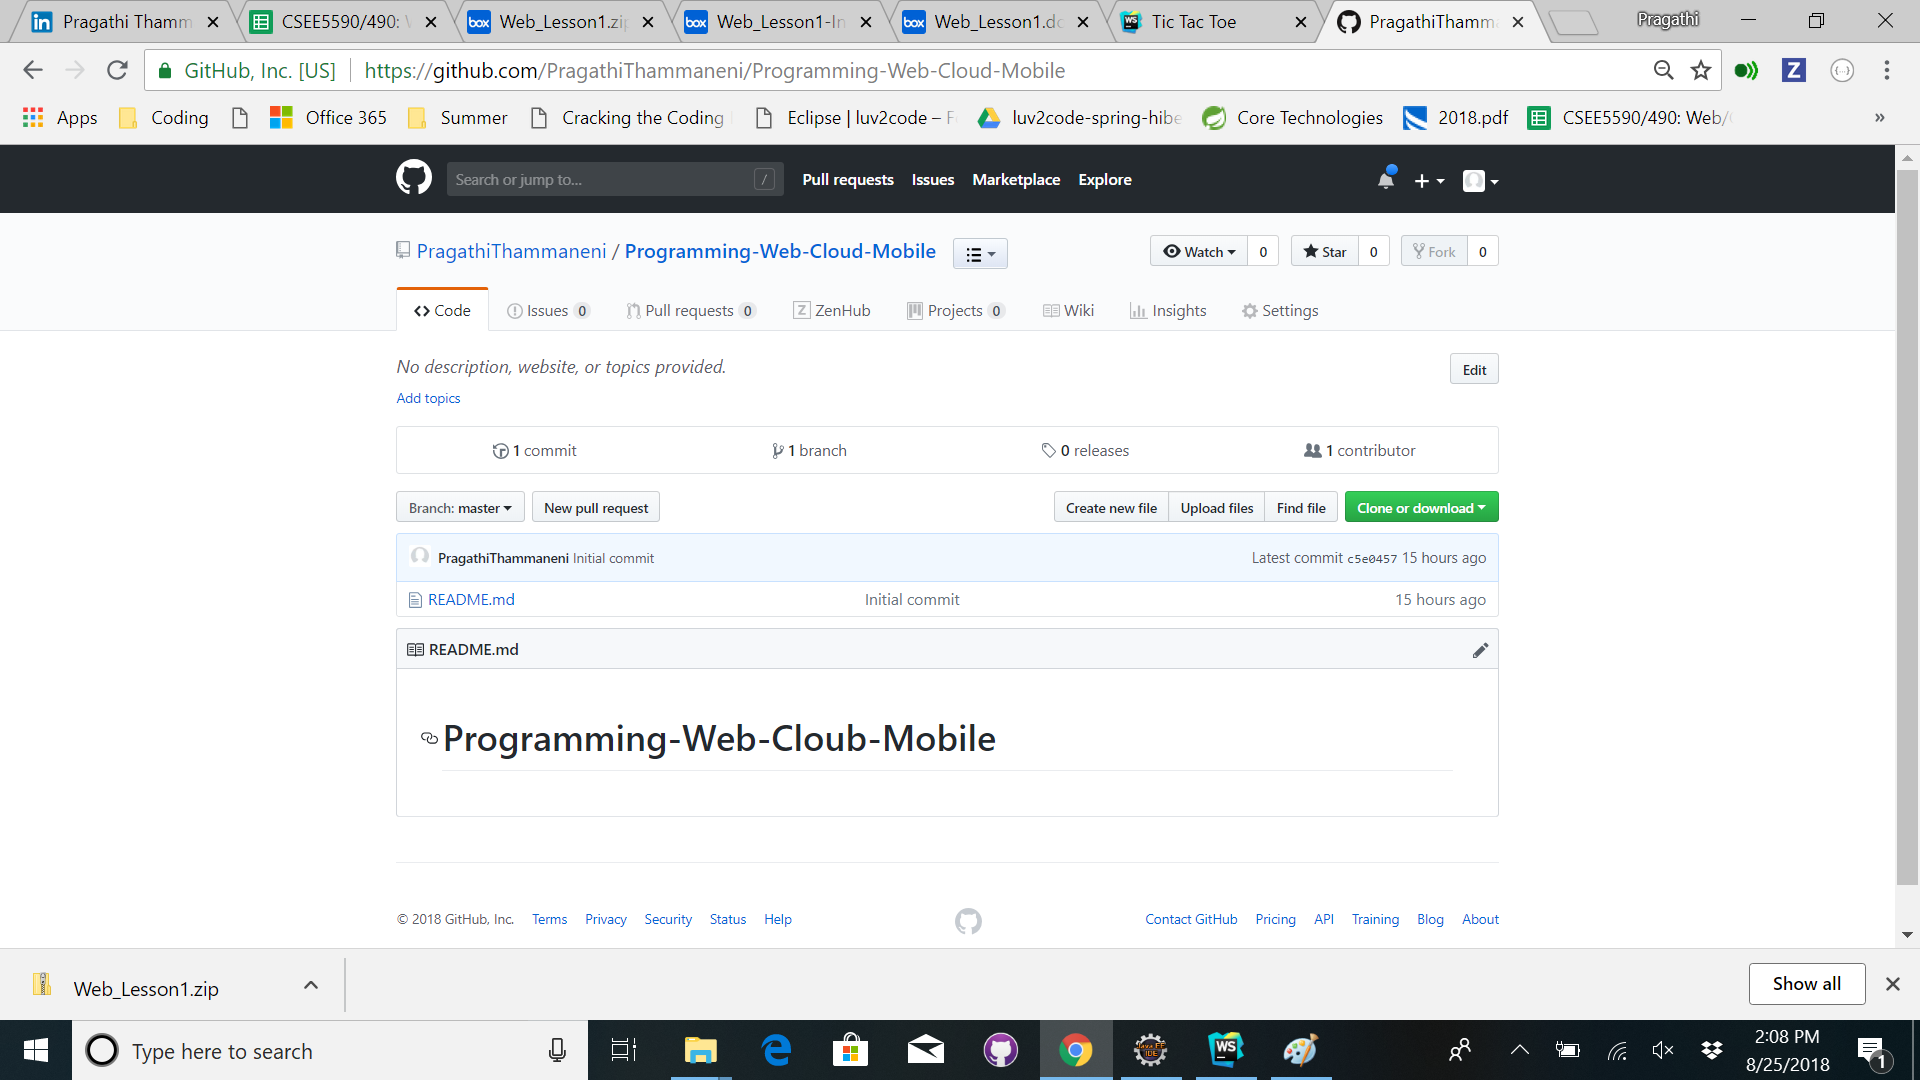 Pragathi Thamm
CSEE5590/490: W
Web_Lesson1.zip
Web_Lesson1-In
Web_Lesson1.do
Tic Tac Toe
PragathiThamma
Pragathi
GitHub, Inc. [US]
https://github.com/PragathiThammaneni/Programming-Web-Cloud-Mobile
Apps
Coding
Office 365
Summer
Cracking the Coding
Eclipse | luv2code – F
luv2code-spring-hibe
Core Technologies
2018.pdf
CSEE5590/490: Web/
»
Search or jump to...
/
Pull requests
Issues
Marketplace
Explore
PragathiThammaneni / Programming-Web-Cloud-Mobile
Watch 0
Star 0
Fork 0
Code
Issues 0
Pull requests 0
ZenHub
Projects 0
Wiki
Insights
Settings
No description, website, or topics provided.
Edit
Add topics
1 commit
1 branch
0 releases
1 contributor
Branch: master
New pull request
Create new file
Upload files
Find file
Clone or download
PragathiThammaneni Initial commit
Latest commit c5e0457 15 hours ago
README.md
Initial commit
15 hours ago
README.md
Programming-Web-Cloub-Mobile
© 2018 GitHub, Inc.
Terms
Privacy
Security
Status
Help
Contact GitHub
Pricing
API
Training
Blog
About
Web_Lesson1.zip
Show all
Type here to search
2:08 PM
8/25/2018
1